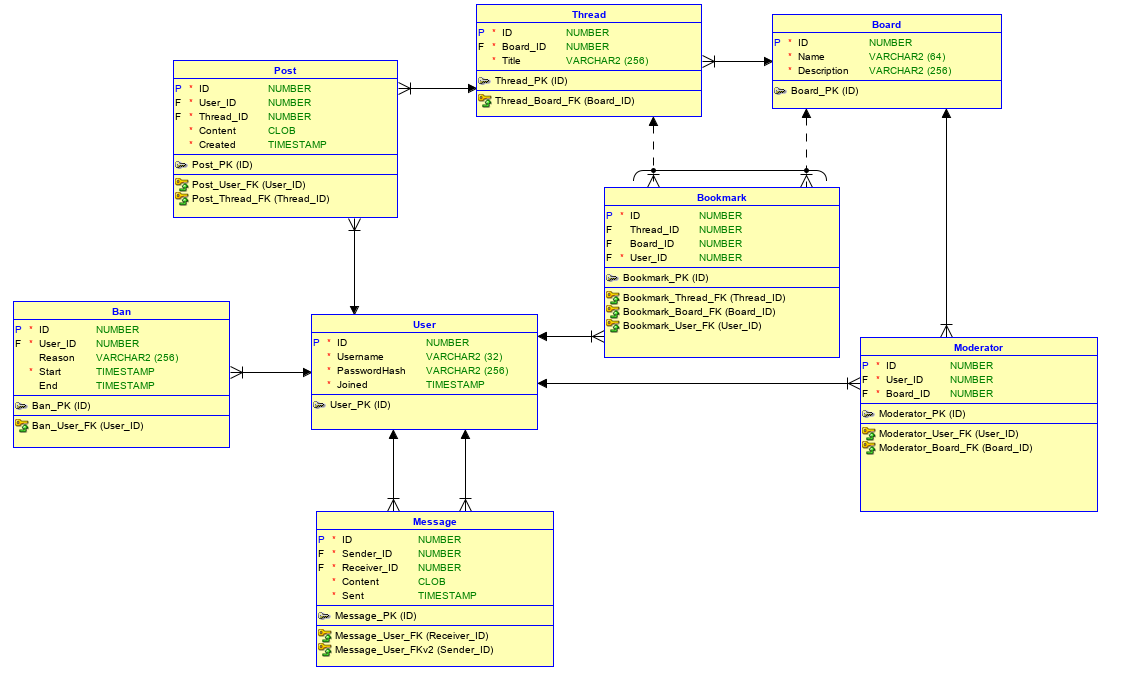 Thread
P * ID NUMBER
F * Board_ID NUMBER
* Title VARCHAR2 (256)
Thread_PK (ID)
Thread_Board_FK (Board_ID)
Board
P * ID NUMBER
* Name VARCHAR2 (64)
* Description VARCHAR2 (256)
Board_PK (ID)
Post
P * ID NUMBER
F * User_ID NUMBER
F * Thread_ID NUMBER
* Content CLOB
* Created TIMESTAMP
Post_PK (ID)
Post_User_FK (User_ID)
Post_Thread_FK (Thread_ID)
Bookmark
P * ID NUMBER
F Thread_ID NUMBER
F Board_ID NUMBER
F * User_ID NUMBER
Bookmark_PK (ID)
Bookmark_Thread_FK (Thread_ID)
Bookmark_Board_FK (Board_ID)
Bookmark_User_FK (User_ID)
Ban
P * ID NUMBER
F * User_ID NUMBER
Reason VARCHAR2 (256)
* Start TIMESTAMP
End TIMESTAMP
Ban_PK (ID)
Ban_User_FK (User_ID)
User
P * ID NUMBER
* Username VARCHAR2 (32)
* PasswordHash VARCHAR2 (256)
* Joined TIMESTAMP
User_PK (ID)
Moderator
P * ID NUMBER
F * User_ID NUMBER
F * Board_ID NUMBER
Moderator_PK (ID)
Moderator_User_FK (User_ID)
Moderator_Board_FK (Board_ID)
Message
P * ID NUMBER
F * Sender_ID NUMBER
F * Receiver_ID NUMBER
* Content CLOB
* Sent TIMESTAMP
Message_PK (ID)
Message_User_FK (Receiver_ID)
Message_User_FKv2 (Sender_ID)